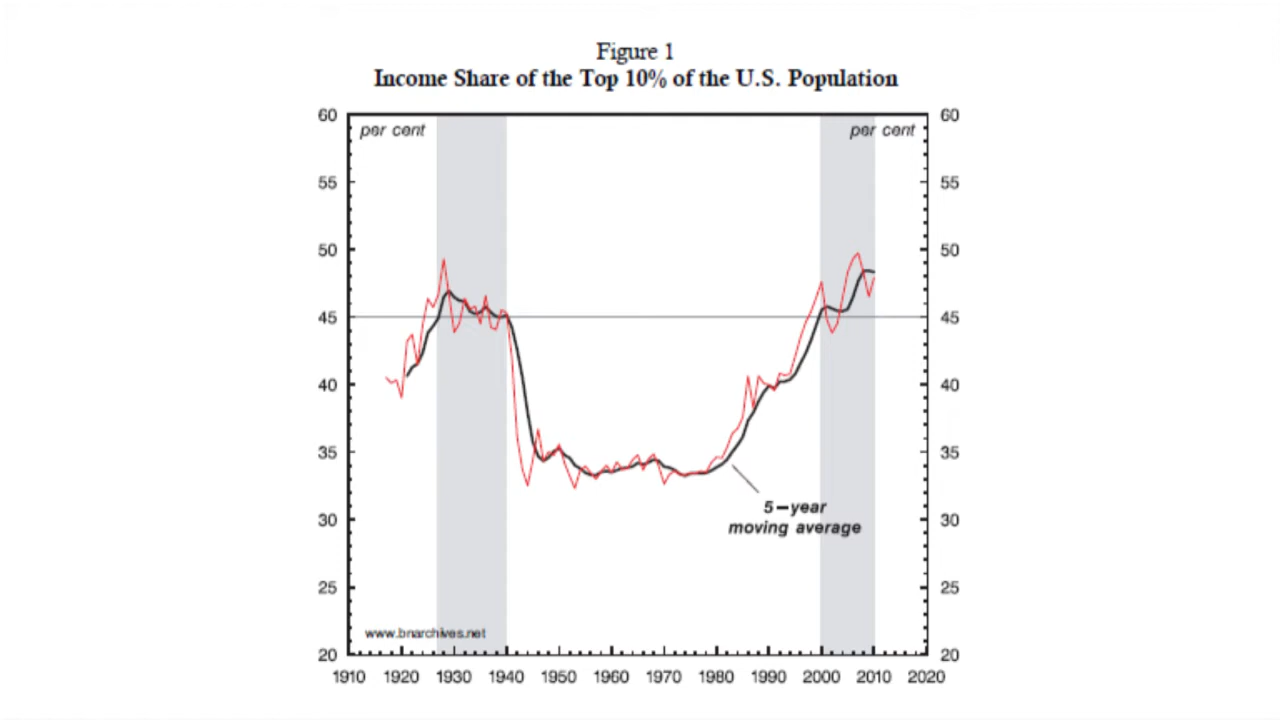 Figure 1
Income Share of the Top 10% of the U.S. Population
60 60
per cent per cent
55 55
50 50
45 45
40 40
35 35
5-year
moving average
30 30
25 25
www.bnarchives.net
20 20
1910 1920 1930 1940 1950 1960 1970 1980 1990 2000 2010 2020